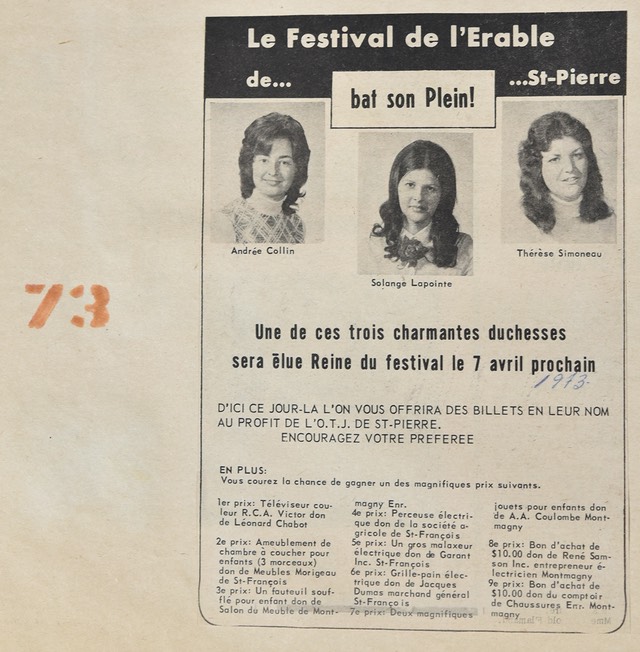 Le Festival de l'Erable
de...
...St-Pierre
bat son Plein!
Andrée Collin
Solange Lapointe
Thérèse Simoneau
73
Une de ces trois charmantes duchesses
sera élue Reine du festival le 7 avril prochain
1973-
D'ICI CE JOUR-LA L'ON VOUS OFFRIRA DES BILLETS EN LEUR NOM
AU PROFIT DE L'O.T.J. DE ST-PIERRE.
ENCOURAGEZ VOTRE PREFEREE
EN PLUS:
Vous courez la chance de gagner un des magnifiques prix suivants.
1er prix: Téléviseur cou-
leur R.C.A. Victor don
de Léonard Chabot
2e prix: Ameublement de
chambre à coucher pour
enfants (3 morceaux)
don de Meubles Morigeau
de St-François
3e prix: Un fauteuil souf-
flé pour enfant don de
Salon du Meuble de Mont-
magny Enr.
4e prix: Perceuse électri-
que don de la société a-
gricole de St-François
5e prix: Un gros malaxeur
électrique don de Garant
Inc. St-François
6e prix: Grille-pain élec-
trique don de Jacques
Dumas marchand général
St-François
7e prix: Deux magnifiques
jouets pour enfants don
de A.A. Coulombe Mont-
magny
8e prix: Bon d'achat de
$10.00 don de René Sam-
son Inc. entrepreneur é-
lectricien Montmagny
9e prix: Bon d'achat de
$10.00 don du comptoir
de Chaussures Enr. Mont-
magny